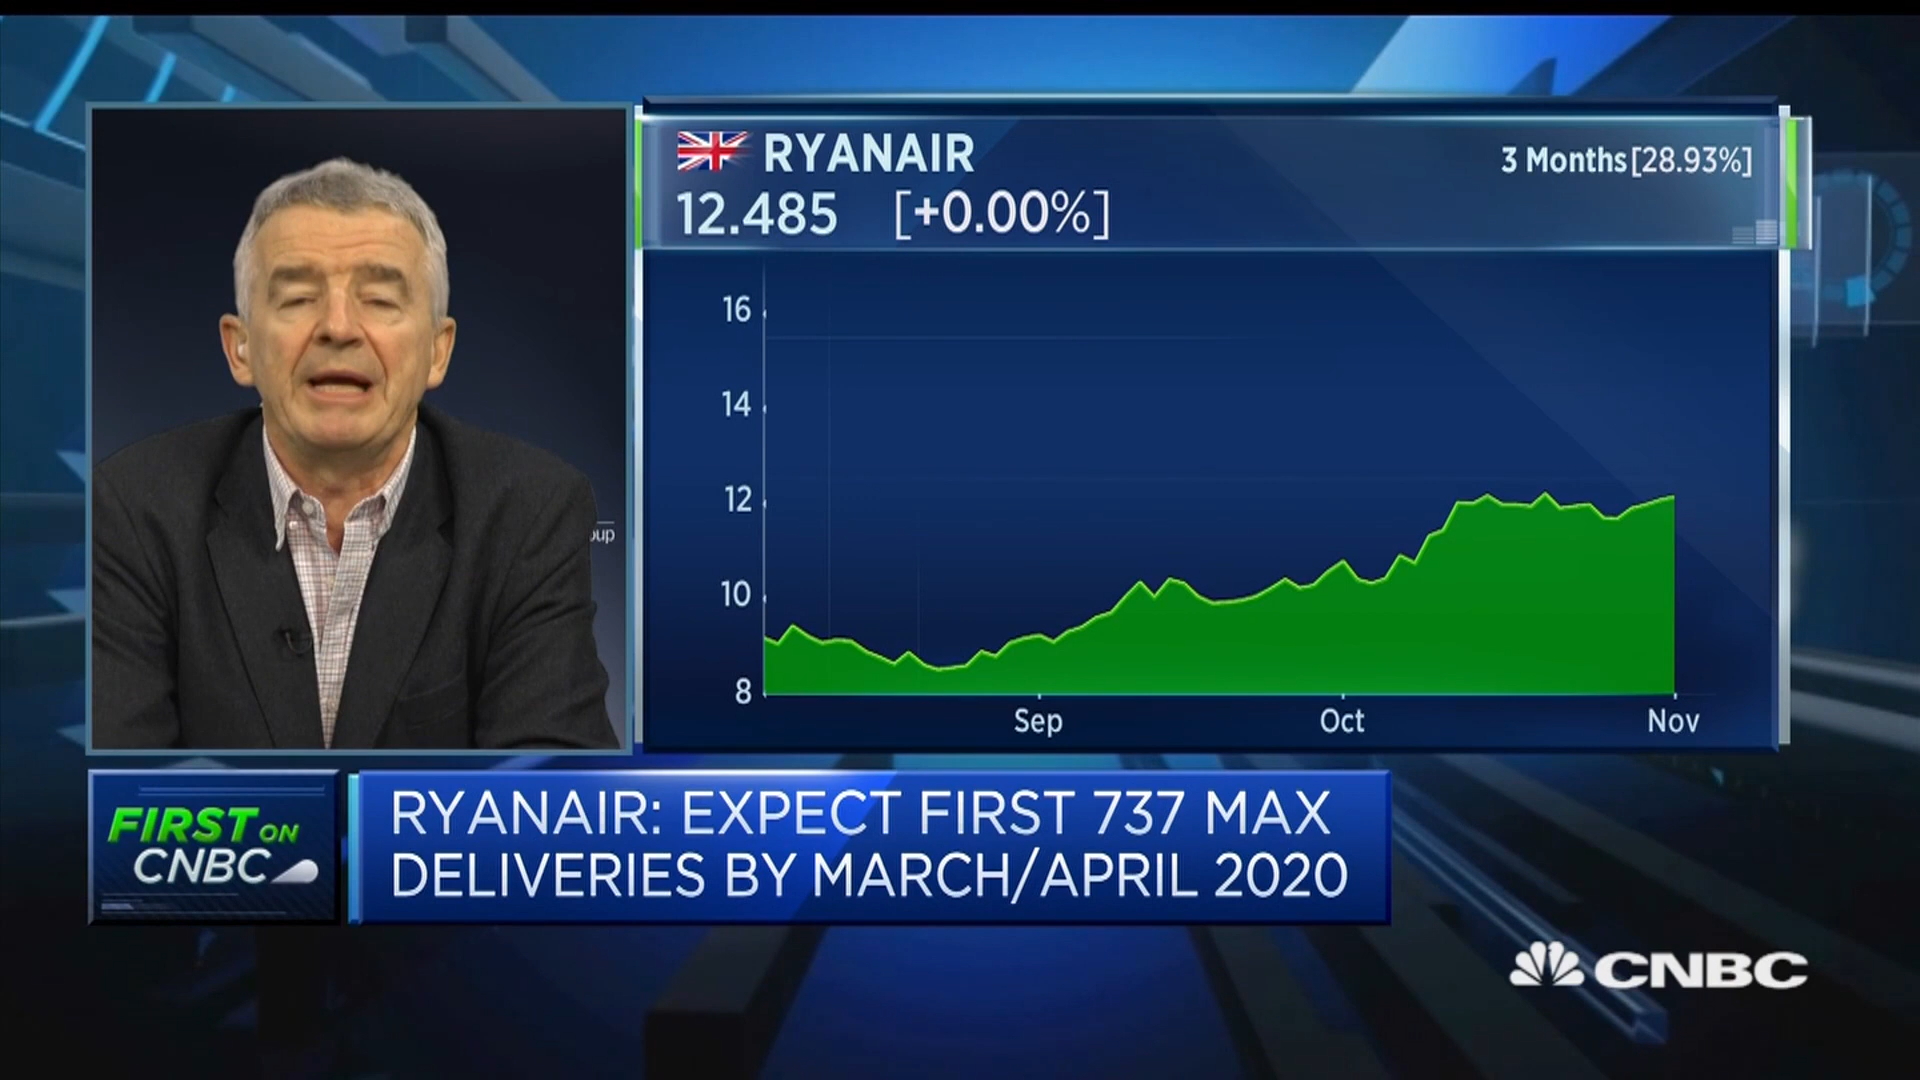 RYANAIR
3 Months[28.93%]
12.485 [+0.00%]
16
14
12
10
8
Sep Oct Nov
oup
FIRST ON
CNBC
RYANAIR: EXPECT FIRST 737 MAX
DELIVERIES BY MARCH/APRIL 2020
CNBC